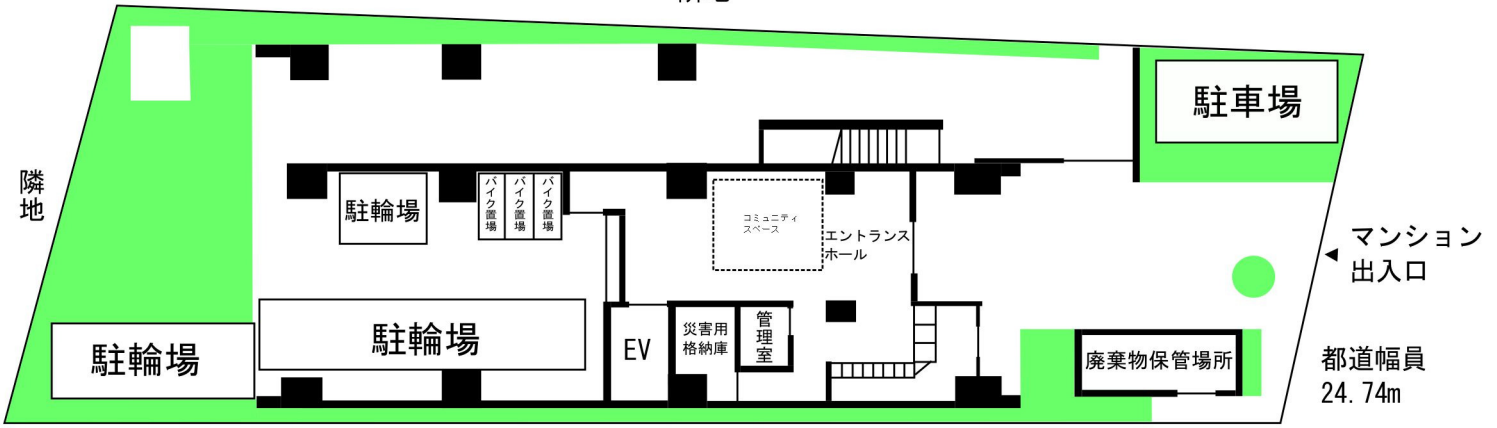 駐車場
隣
地
駐輪場
バイク置場
バイク置場
バイク置場
コミュニティ
スペース
エントランス
ホール
マンション
出入口
駐輪場
駐輪場
EV
災害用
格納庫
管理室
廃棄物保管場所
都道幅員
24.74m